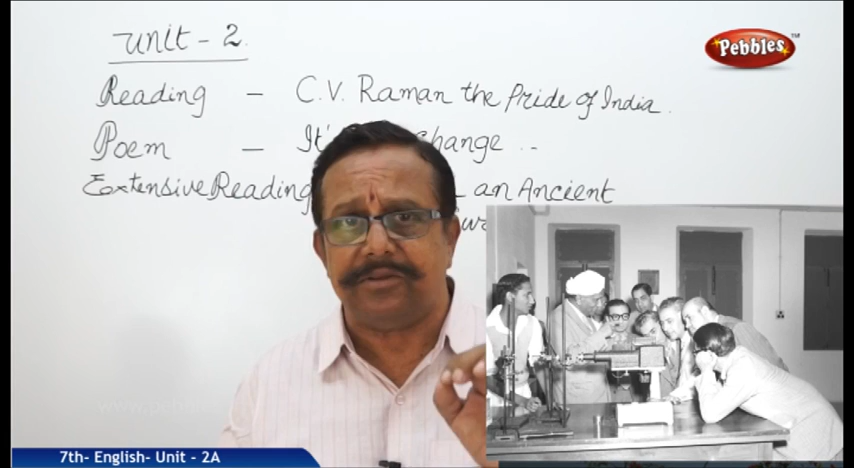 Unit - 2.
Reading - C.V. Raman the Pride of India.
Poem - It's Change ..
Extensive Reading an Ancient
Pebbles TM
7th- English- Unit - 2A